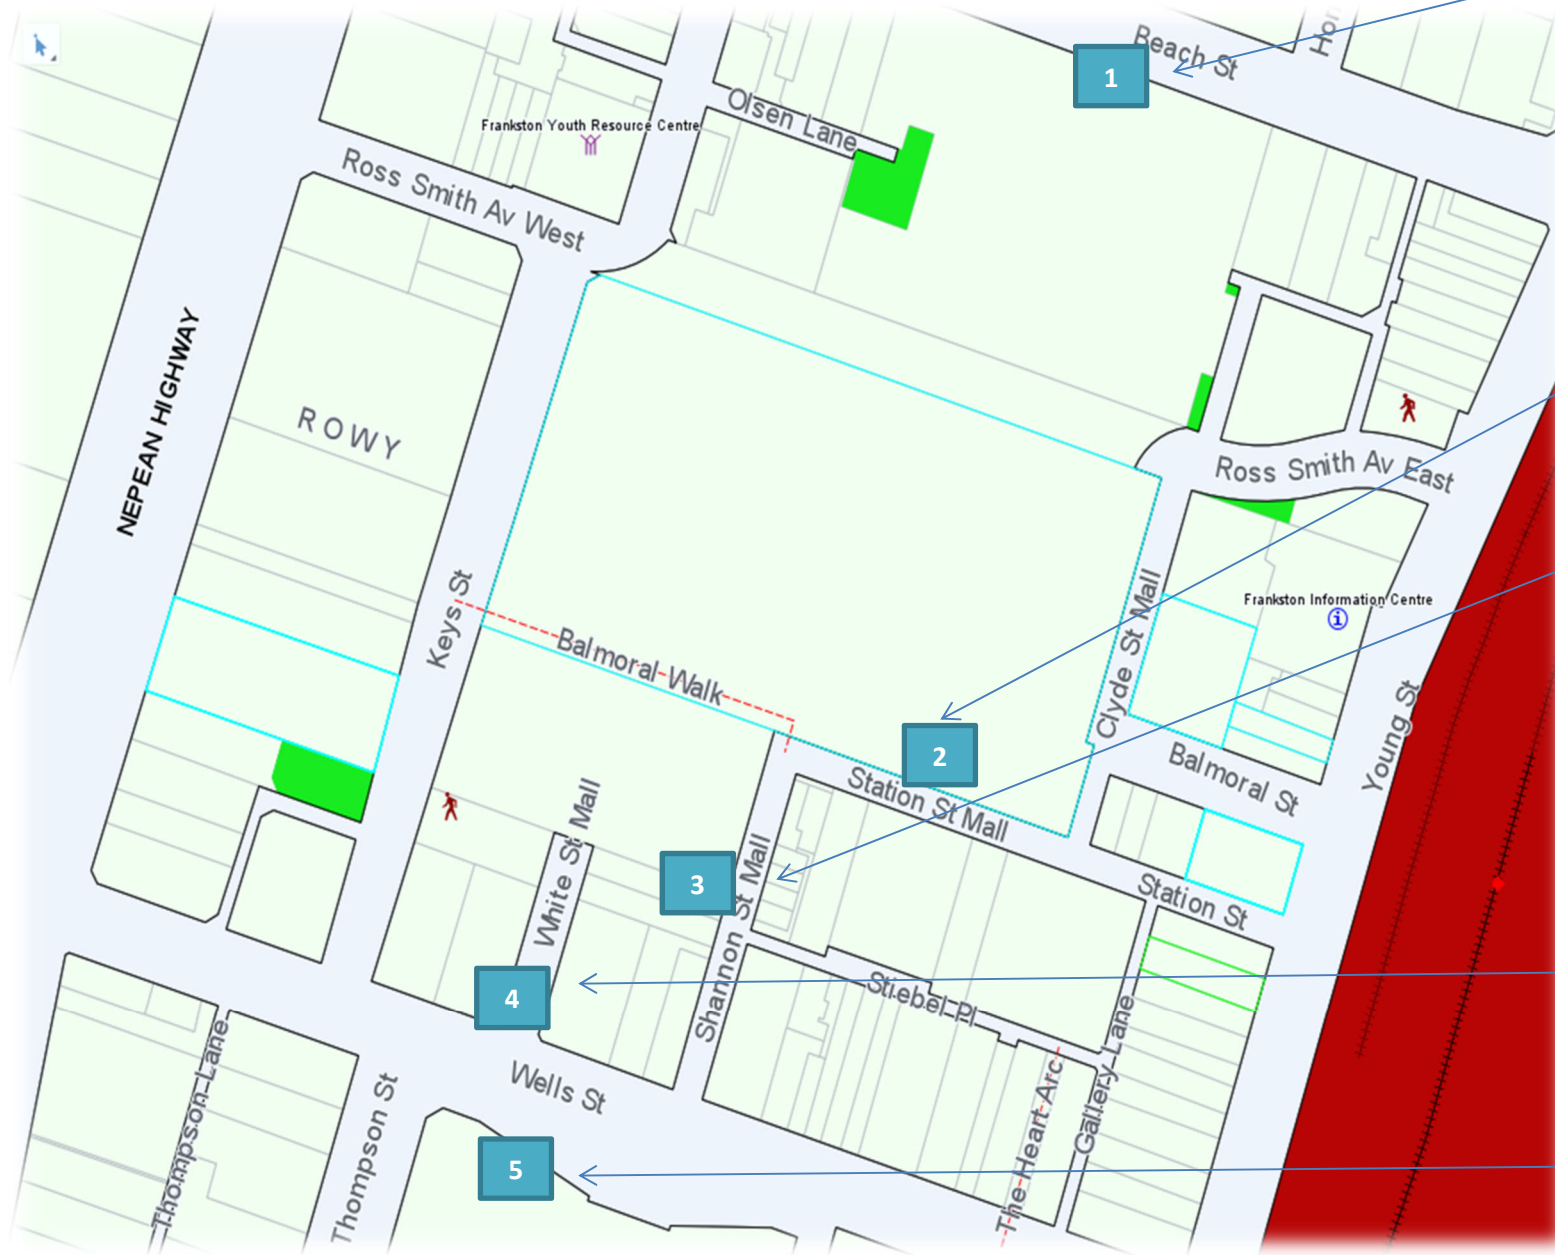 Beach St
Hor
1
Olsen Lane
Frankston Youth Resource Centre
Ross Smith Av West
NEPEAN HIGHWAY
ROWY
Ross Smith Av East
Keys St
Balmoral Walk
Clyde St Mall
Frankston Information Centre
i
Young St
2
Balmoral St
Station St Mall
White St Mall
3
Shannon St Mall
Station St
4
Stiebel Pl
Gallery Lane
The Heart Arc
Wells St
Thompson Lane
Thompson St
5